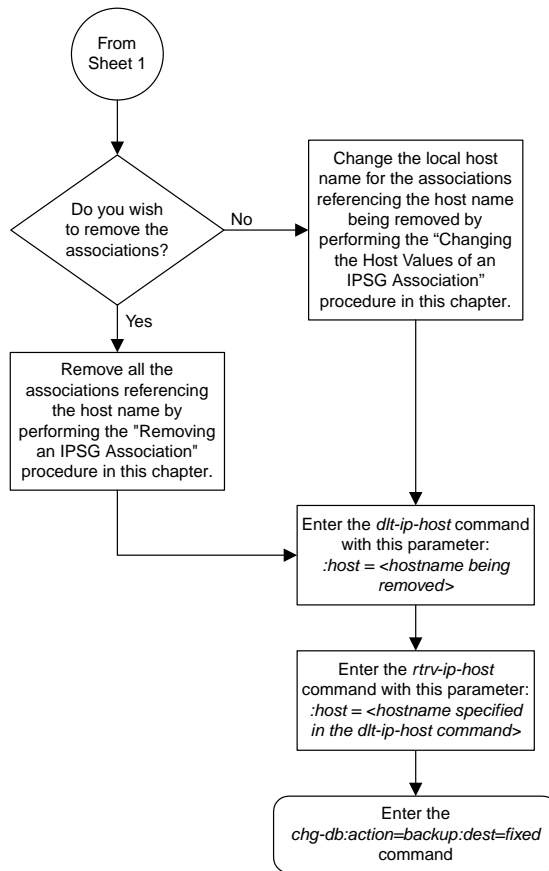 From
Sheet 1
Do you wish
to remove the
associations?
No
Change the local host
name for the associations
referencing the host name
being removed by
performing the “Changing
the Host Values of an
IPSG Association”
procedure in this chapter.
Yes
Remove all the
associations referencing
the host name by
performing the "Removing
an IPSG Association"
procedure in this chapter.
Enter the dlt-ip-host command
with this parameter:
:host = <hostname being
removed>
Enter the rtrv-ip-host
command with this parameter:
:host = <hostname specified
in the dlt-ip-host command>
Enter the
chg-db:action=backup:dest=fixed
command